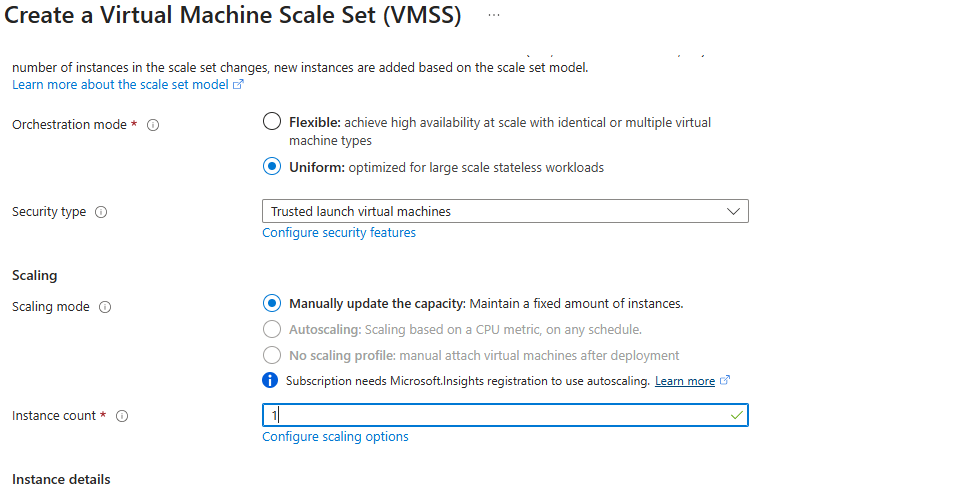 Create a Virtual Machine Scale Set (VMSS) ...
number of instances in the scale set changes, new instances are added based on the scale set model.
Learn more about the scale set model
Orchestration mode *
Flexible: achieve high availability at scale with identical or multiple virtual
machine types
Uniform: optimized for large scale stateless workloads
Security type
Trusted launch virtual machines
Configure security features
Scaling
Scaling mode
Manually update the capacity: Maintain a fixed amount of instances.
Autoscaling: Scaling based on a CPU metric, on any schedule.
No scaling profile: manual attach virtual machines after deployment
Subscription needs Microsoft.Insights registration to use autoscaling. Learn more
Instance count *
1
Configure scaling options
Instance details